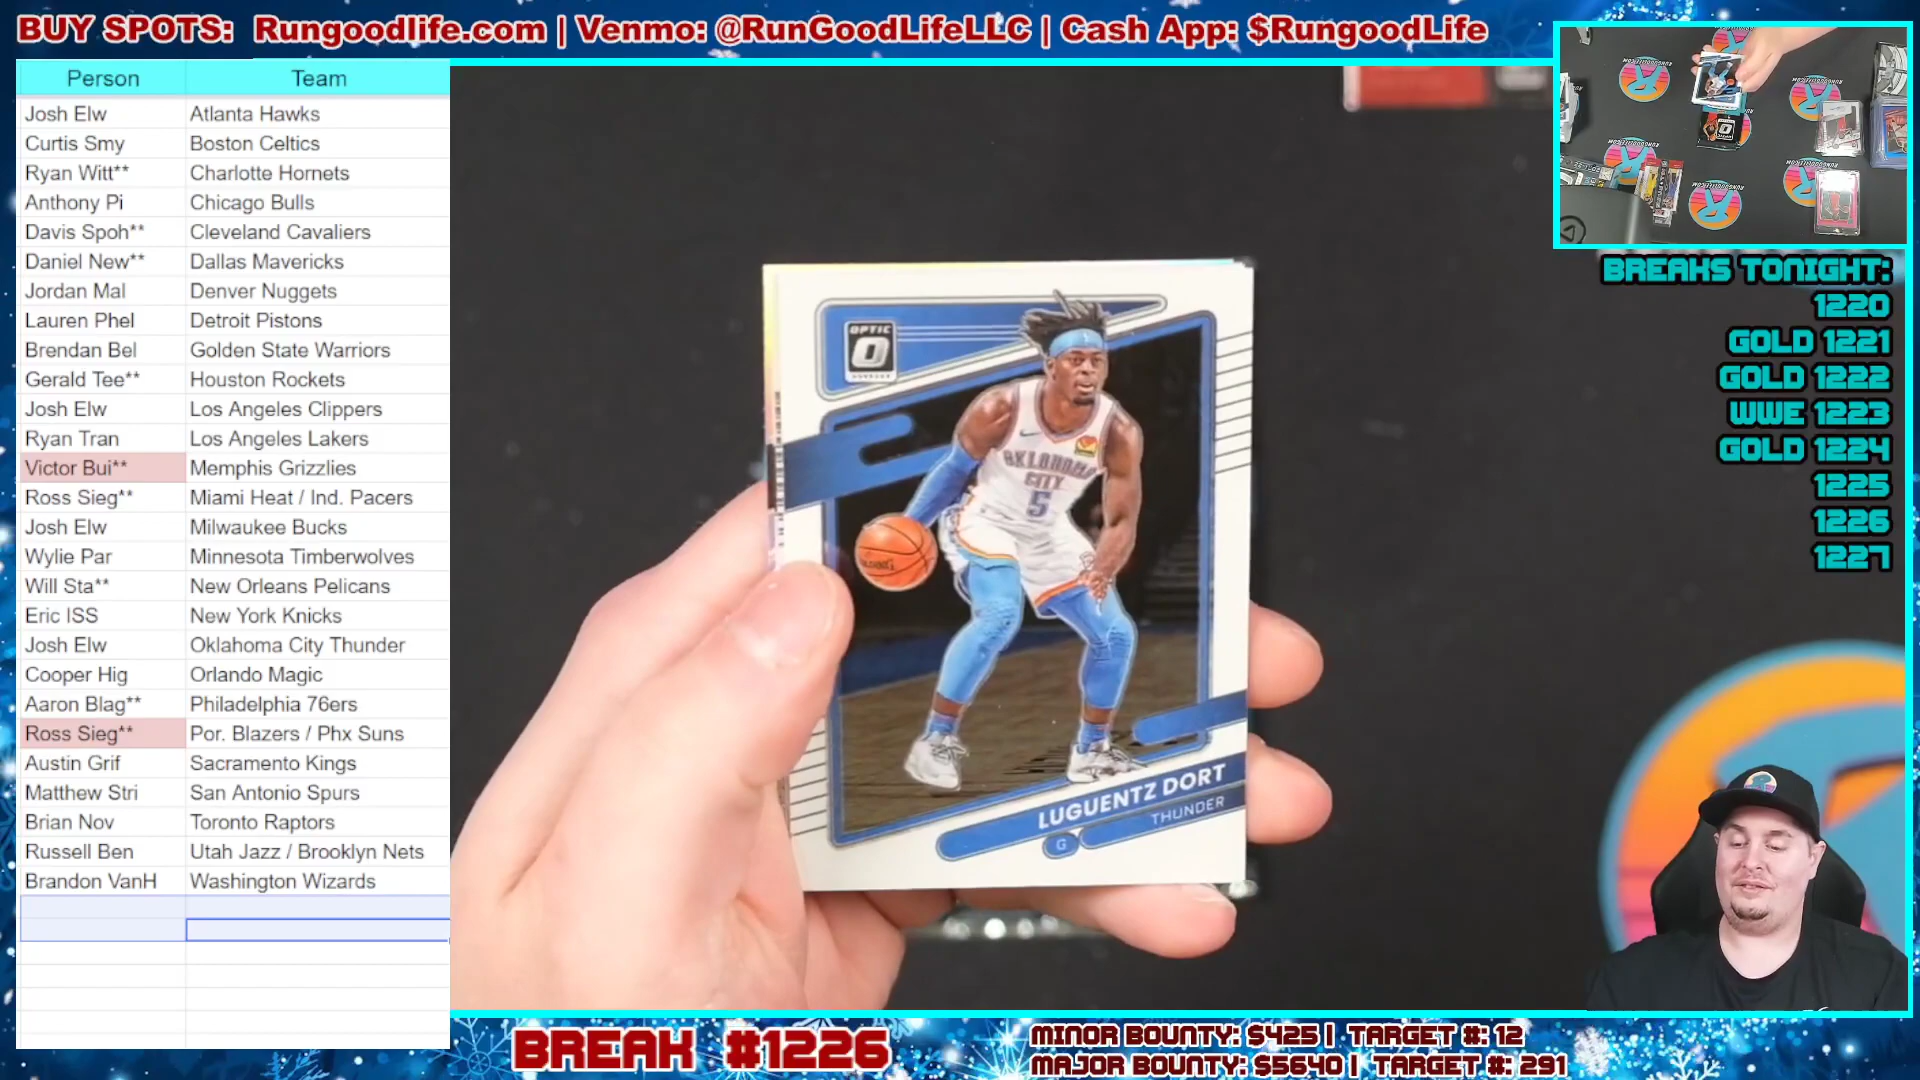 BUY SPOTS: Rungoodlife.com | Venmo: @RunGoodLifeLLC | Cash App: $RungoodLife
Person Team
Josh Elw Atlanta Hawks
Curtis Smy Boston Celtics
Ryan Witt** Charlotte Hornets
Anthony Pi Chicago Bulls
Davis Spoh** Cleveland Cavaliers
Daniel New** Dallas Mavericks
Jordan Mal Denver Nuggets
Lauren Phel Detroit Pistons
Brendan Bel Golden State Warriors
Gerald Tee** Houston Rockets
Josh Elw Los Angeles Clippers
Ryan Tran Los Angeles Lakers
Victor Bui** Memphis Grizzlies
Ross Sieg** Miami Heat / Ind. Pacers
Josh Elw Milwaukee Bucks
Wylie Par Minnesota Timberwolves
Will Sta** New Orleans Pelicans
Eric ISS New York Knicks
Josh Elw Oklahoma City Thunder
Cooper Hig Orlando Magic
Aaron Blag** Philadelphia 76ers
Ross Sieg** Por. Blazers / Phx Suns
Austin Grif Sacramento Kings
Matthew Stri San Antonio Spurs
Brian Nov Toronto Raptors
Russell Ben Utah Jazz / Brooklyn Nets
Brandon VanH Washington Wizards
OPTIC
O
OKLAHOMA
CITY
5
LUGUENTZ DORT
THUNDER
G
BREAKS TONIGHT:
1220
GOLD 1221
GOLD 1222
WWE 1223
GOLD 1224
1225
1226
1227
BREAK #1226
MINOR BOUNTY: $425 | TARGET #: 12
MAJOR BOUNTY: $5640 | TARGET #: 291